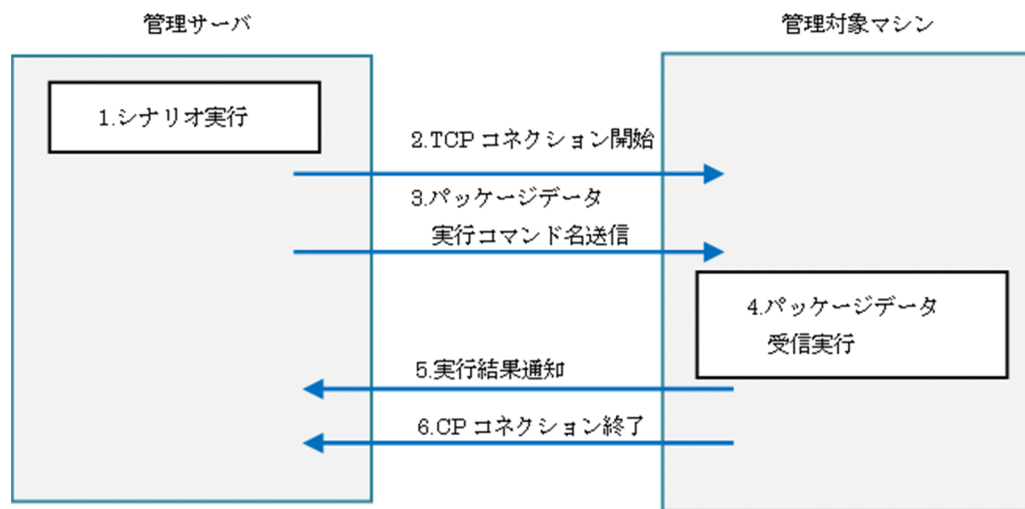 管理サーバ
管理対象マシン
1.シナリオ実行
2.TCP コネクション開始
3.パッケージデータ
実行コマンド名送信
4.パッケージデータ
受信実行
5.実行結果通知
6.CP コネクション終了